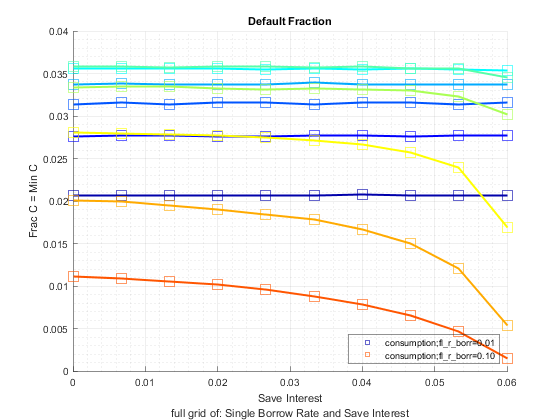 Default Fraction
0.04
0.035
0.03
0.025
0.02
0.015
0.01
0.005
0
Frac C = Min C
consumption;fl_r_borr=0.01
consumption;fl_r_borr=0.10
0 0.01 0.02 0.03 0.04 0.05 0.06
Save Interest
full grid of: Single Borrow Rate and Save Interest